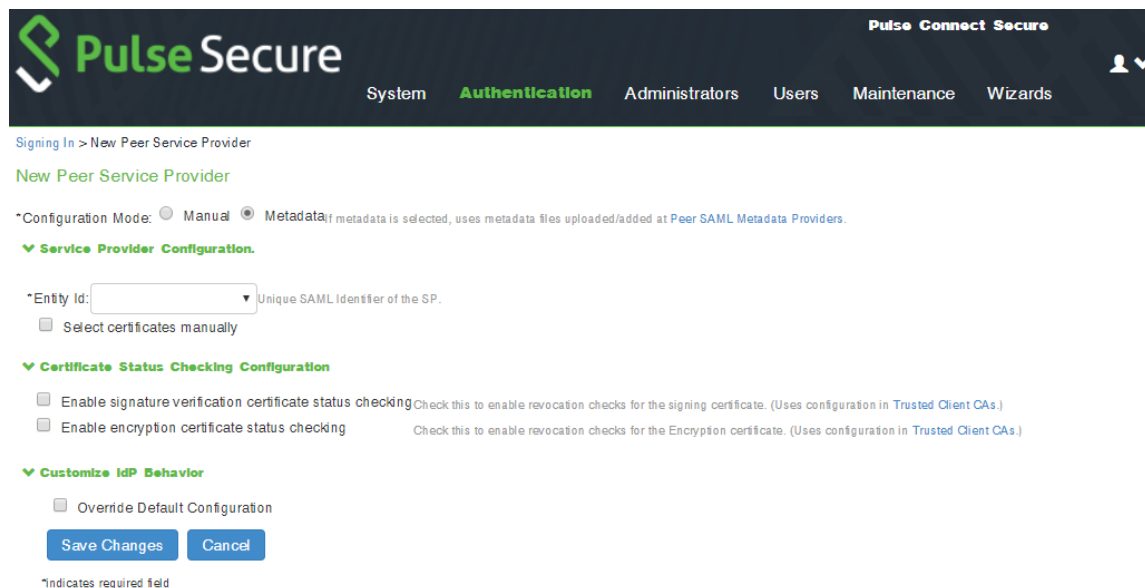 Pulse Secure
Pulse Connect Secure
System Authentication Administrators Users Maintenance Wizards
Signing In > New Peer Service Provider
New Peer Service Provider
*Configuration Mode: Manual Metadata If metadata is selected, uses metadata files uploaded/added at Peer SAML Metadata Providers.
Service Provider Configuration.
*Entity Id: Unique SAML Identifier of the SP.
Select certificates manually
Certificate Status Checking Configuration
Enable signature verification certificate status checking Check this to enable revocation checks for the signing certificate. (Uses configuration in Trusted Client CAs.)
Enable encryption certificate status checking Check this to enable revocation checks for the Encryption certificate. (Uses configuration in Trusted Client CAs.)
Customize IdP Behavior
Override Default Configuration
Save Changes Cancel
*indicates required field